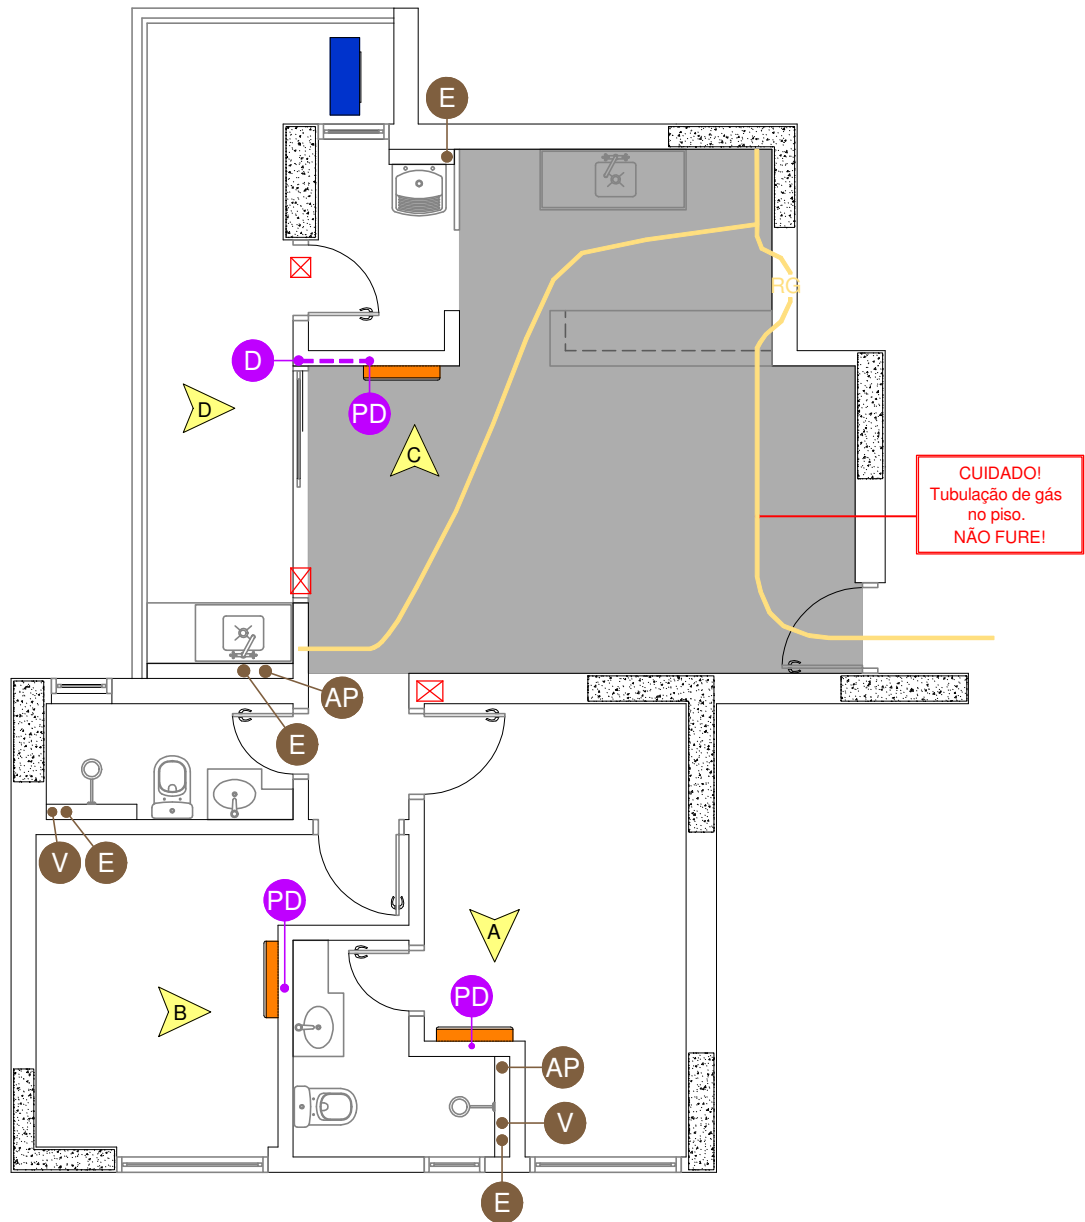 E
RG
D
PD
D
C
CUIDADO!
Tubulação de gás
no piso.
NÃO FURE!
AP
E
V
E
PD
A
PD
B
AP
V
E